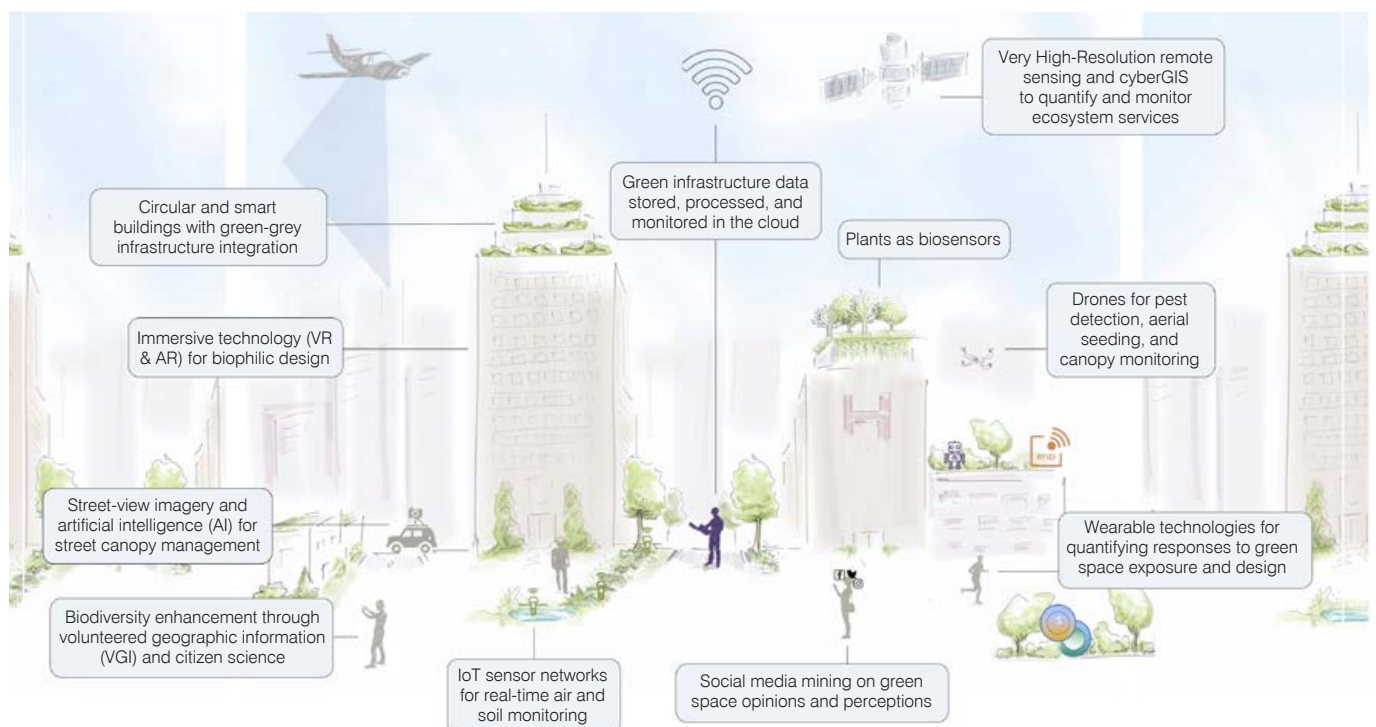 Very High-Resolution remote
sensing and cyberGIS
to quantify and monitor
ecosystem services
Green infrastructure data
stored, processed, and
monitored in the cloud
Circular and smart
buildings with green-grey
infrastructure integration
Plants as biosensors
Drones for pest
detection, aerial
seeding, and
canopy monitoring
Immersive technology (VR
& AR) for biophilic design
H
RFID
Street-view imagery and
artificial intelligence (AI) for
street canopy management
Wearable technologies for
quantifying responses to green
space exposure and design
Biodiversity enhancement through
volunteered geographic information
(VGI) and citizen science
IoT sensor networks
for real-time air and
soil monitoring
Social media mining on green
space opinions and perceptions